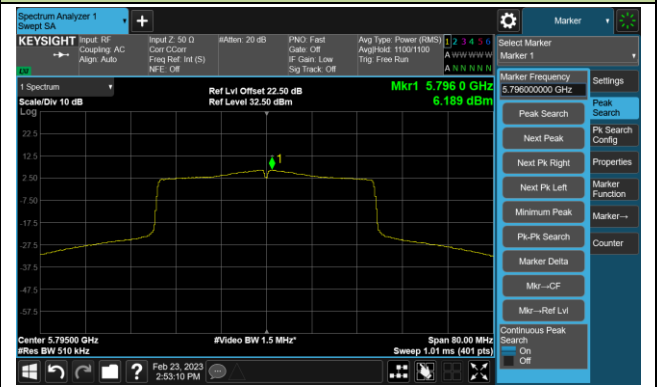 Spectrum Analyzer 1
Swept SA
Marker
KEYSIGHT
Input: RF
Coupling: AC
Align: Auto
Input Z: 50 Ω
Corr CCorr
Freq Ref: Int (S)
NFE: Off
#Atten: 20 dB
PNO: Fast
Gate: Off
IF Gain: Low
Sig Track: Off
Avg Type: Power (RMS)
Avg|Hold: 1100/1100
Trig: Free Run
1 2 3 4 5 6
A W W W W W
A N N N N N
LXI
1 Spectrum
Scale/Div 10 dB
Log
Ref Lvl Offset 22.50 dB
Ref Level 32.50 dBm
Mkr1 5.796 0 GHz
6.189 dBm
22.5
12.5
2.50
-7.50
-17.5
-27.5
-37.5
-47.5
-57.5
1
Center 5.79500 GHz
#Res BW 510 kHz
#Video BW 1.5 MHz*
Span 80.00 MHz
Sweep 1.01 ms (401 pts)
Select Marker
Marker 1
Marker Frequency
5.796000000 GHz
Peak Search
Next Peak
Next Pk Right
Next Pk Left
Minimum Peak
Pk-Pk Search
Marker Delta
Mkr→CF
Mkr→Ref Lvl
Continuous Peak
Search
On
Off
Settings
Peak
Search
Pk Search
Config
Properties
Marker
Function
Marker→
Counter
?
Feb 23, 2023
2:53:10 PM